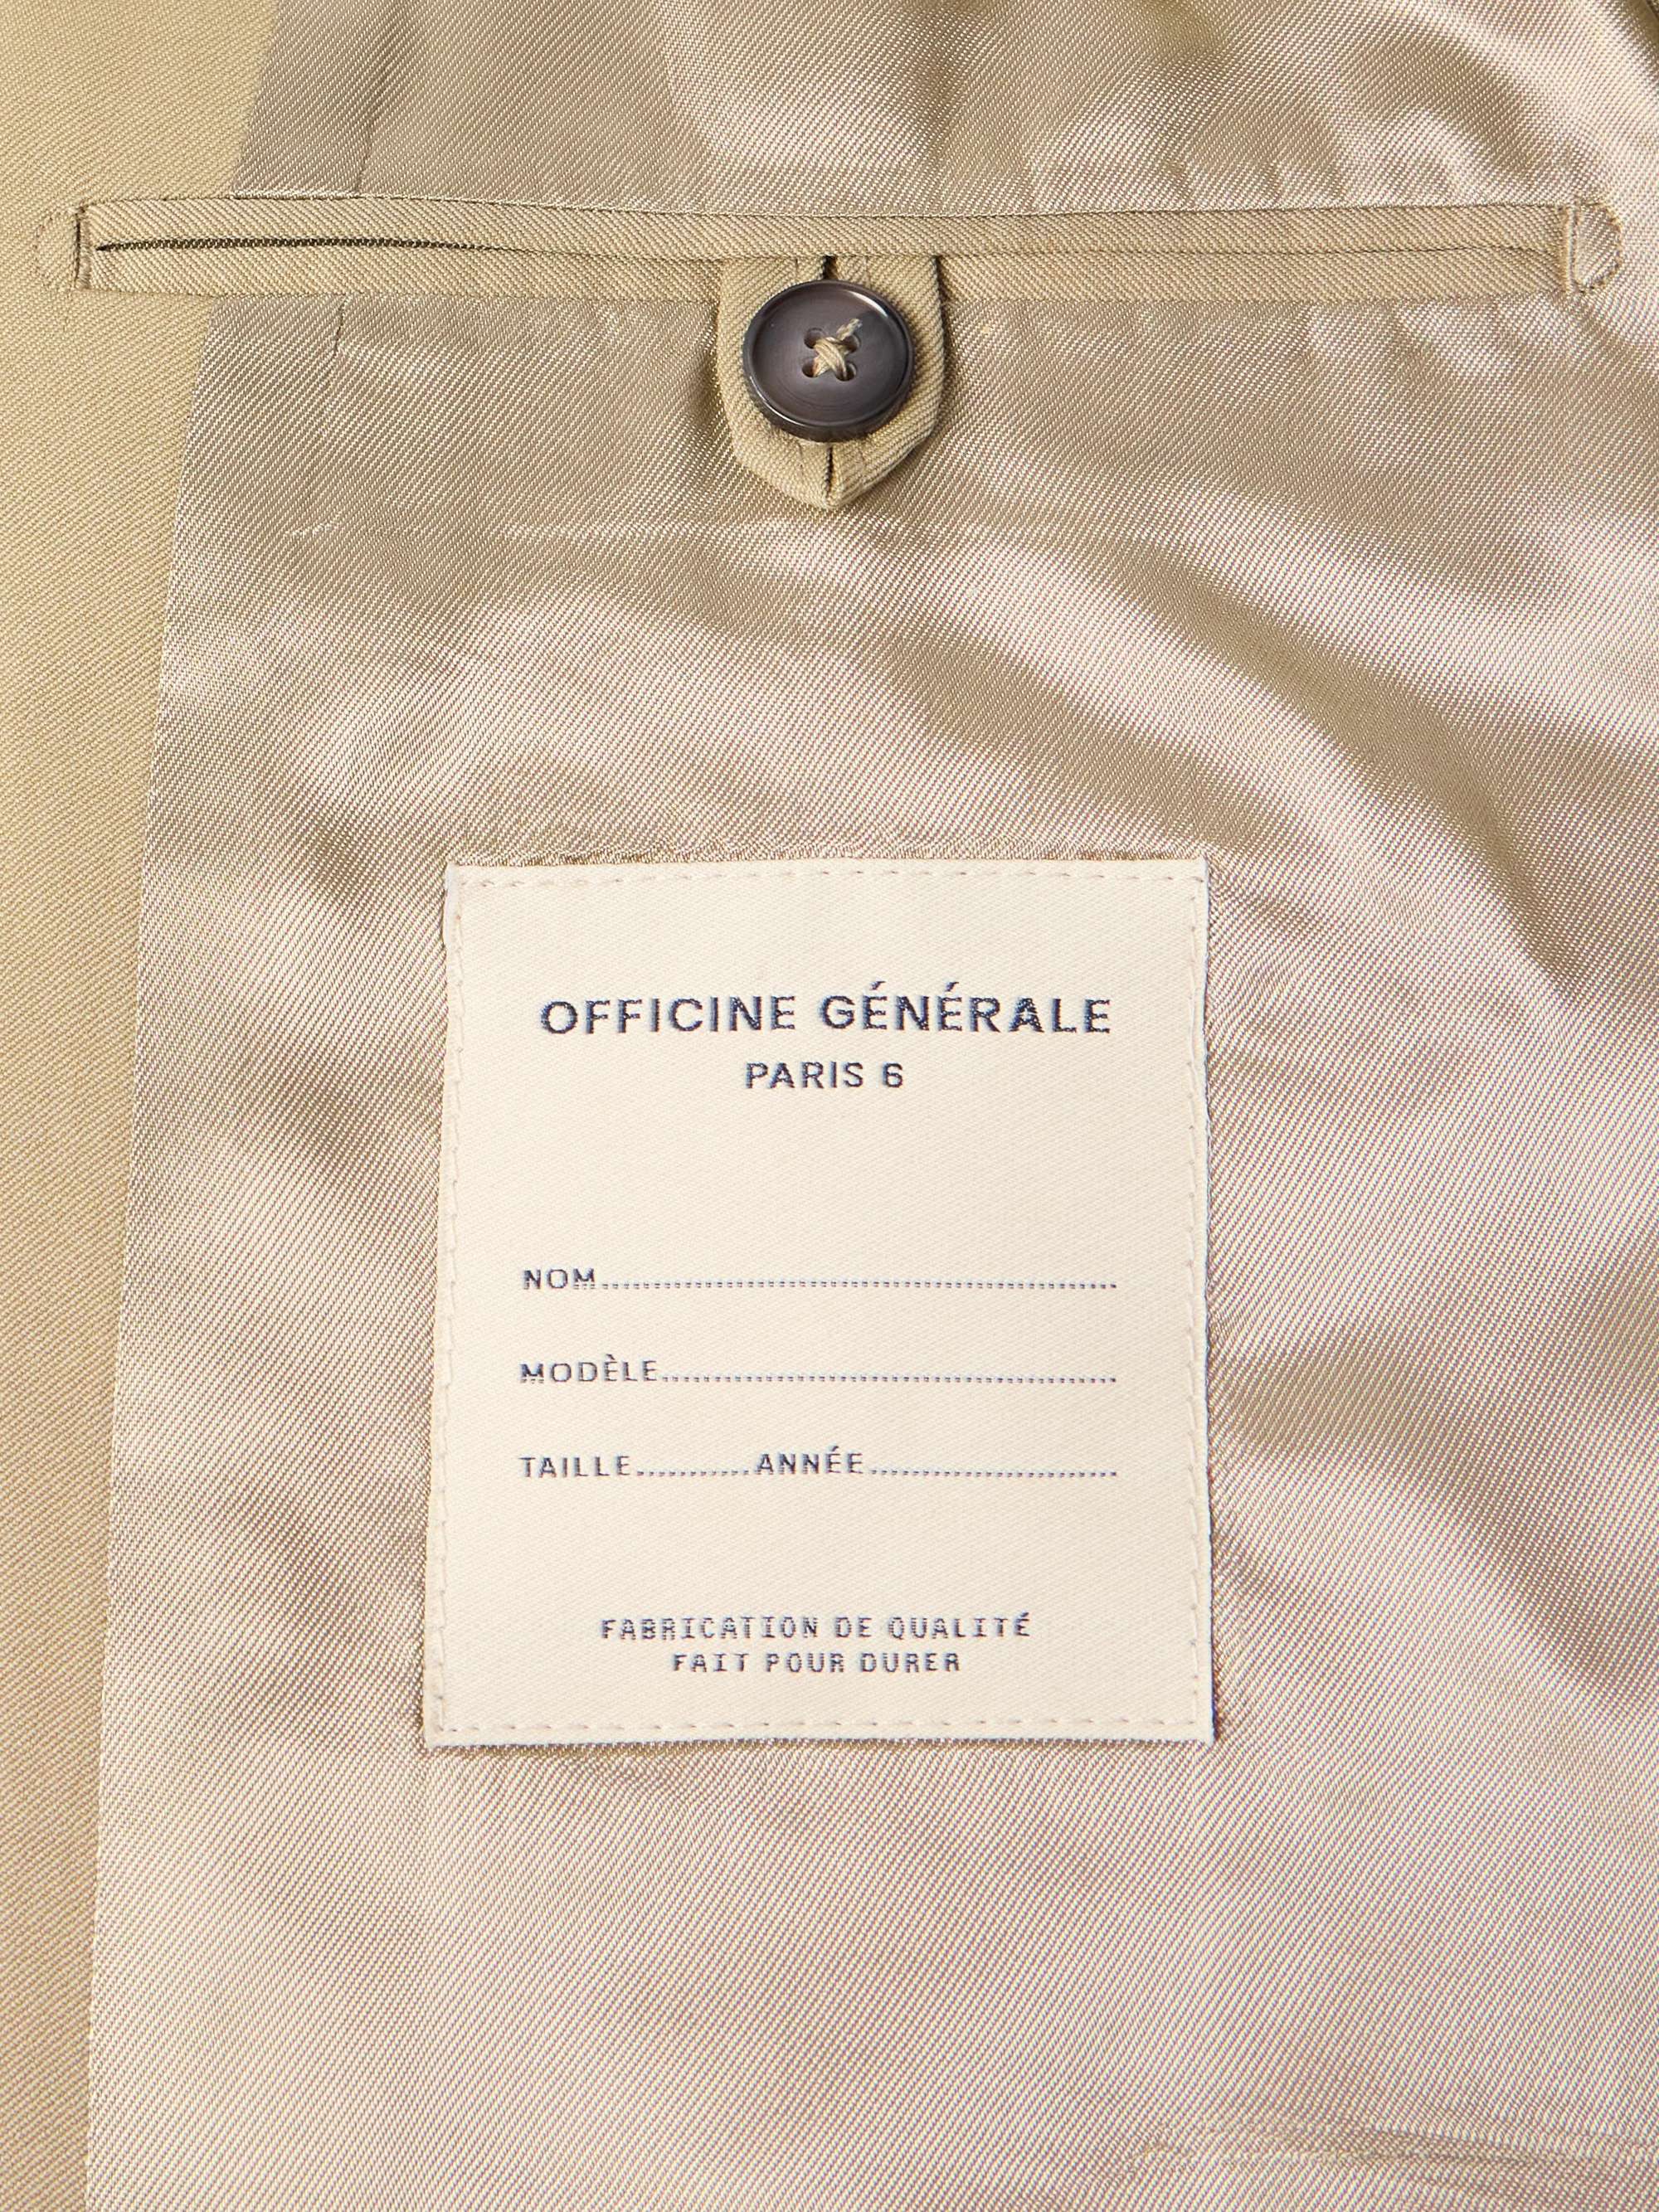 OFFICINE GÉNÉRALE
PARIS 6
NOM..........................................................
MODÈLE..................................................
TAILLE............ANNÉE............................
FABRICATION DE QUALITÉ
FAIT POUR DURER